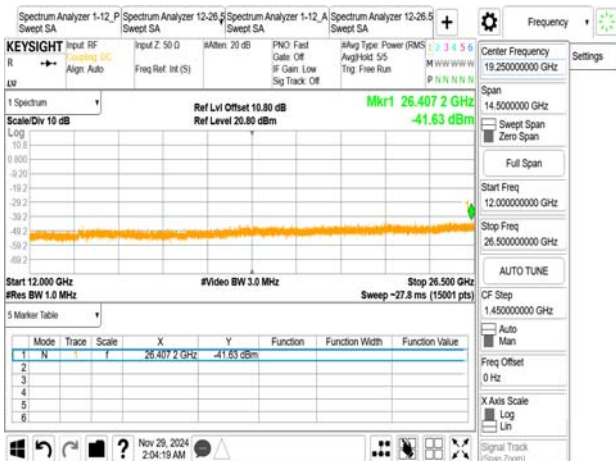 Spectrum Analyzer 1-12_P
Swept SA
Spectrum Analyzer 12-26.5
Swept SA
Spectrum Analyzer 1-12_A
Swept SA
Spectrum Analyzer 12-26.5
Swept SA
+
Frequency
Settings
KEYSIGHT
R
Input: RF
Coupling: DC
Align: Auto
Input Z: 50 Ω
Freq Ref: Int (S)
#Atten: 20 dB
PNO: Fast
Gate: Off
IF Gain: Low
Sig Track: Off
#Avg Type: Power (RMS)
Avg|Hold: 5/5
Trig: Free Run
1 2 3 4 5 6
M W W W W W
P N N N N N
1 Spectrum
Scale/Div 10 dB
Log
Ref Lvl Offset 10.80 dB
Ref Level 20.80 dBm
Mkr1 26.407 2 GHz
-41.63 dBm
10.8
0.800
-9.20
-19.2
-29.2
-39.2
-49.2
-59.2
-69.2
1
Start 12.000 GHz
#Res BW 1.0 MHz
#Video BW 3.0 MHz
Stop 26.500 GHz
Sweep ~27.8 ms (15001 pts)
5 Marker Table
Mode Trace Scale X Y Function Function Width Function Value
1 N 1 f 26.407 2 GHz -41.63 dBm
2
3
4
5
6
Center Frequency
19.250000000 GHz
Span
14.5000000 GHz
Swept Span
Zero Span
Full Span
Start Freq
12.000000000 GHz
Stop Freq
26.500000000 GHz
AUTO TUNE
CF Step
1.450000000 GHz
Auto
Man
Freq Offset
0 Hz
X Axis Scale
Log
Lin
Signal Track
(Span Zoom)
?
Nov 29, 2024
2:04:19 AM